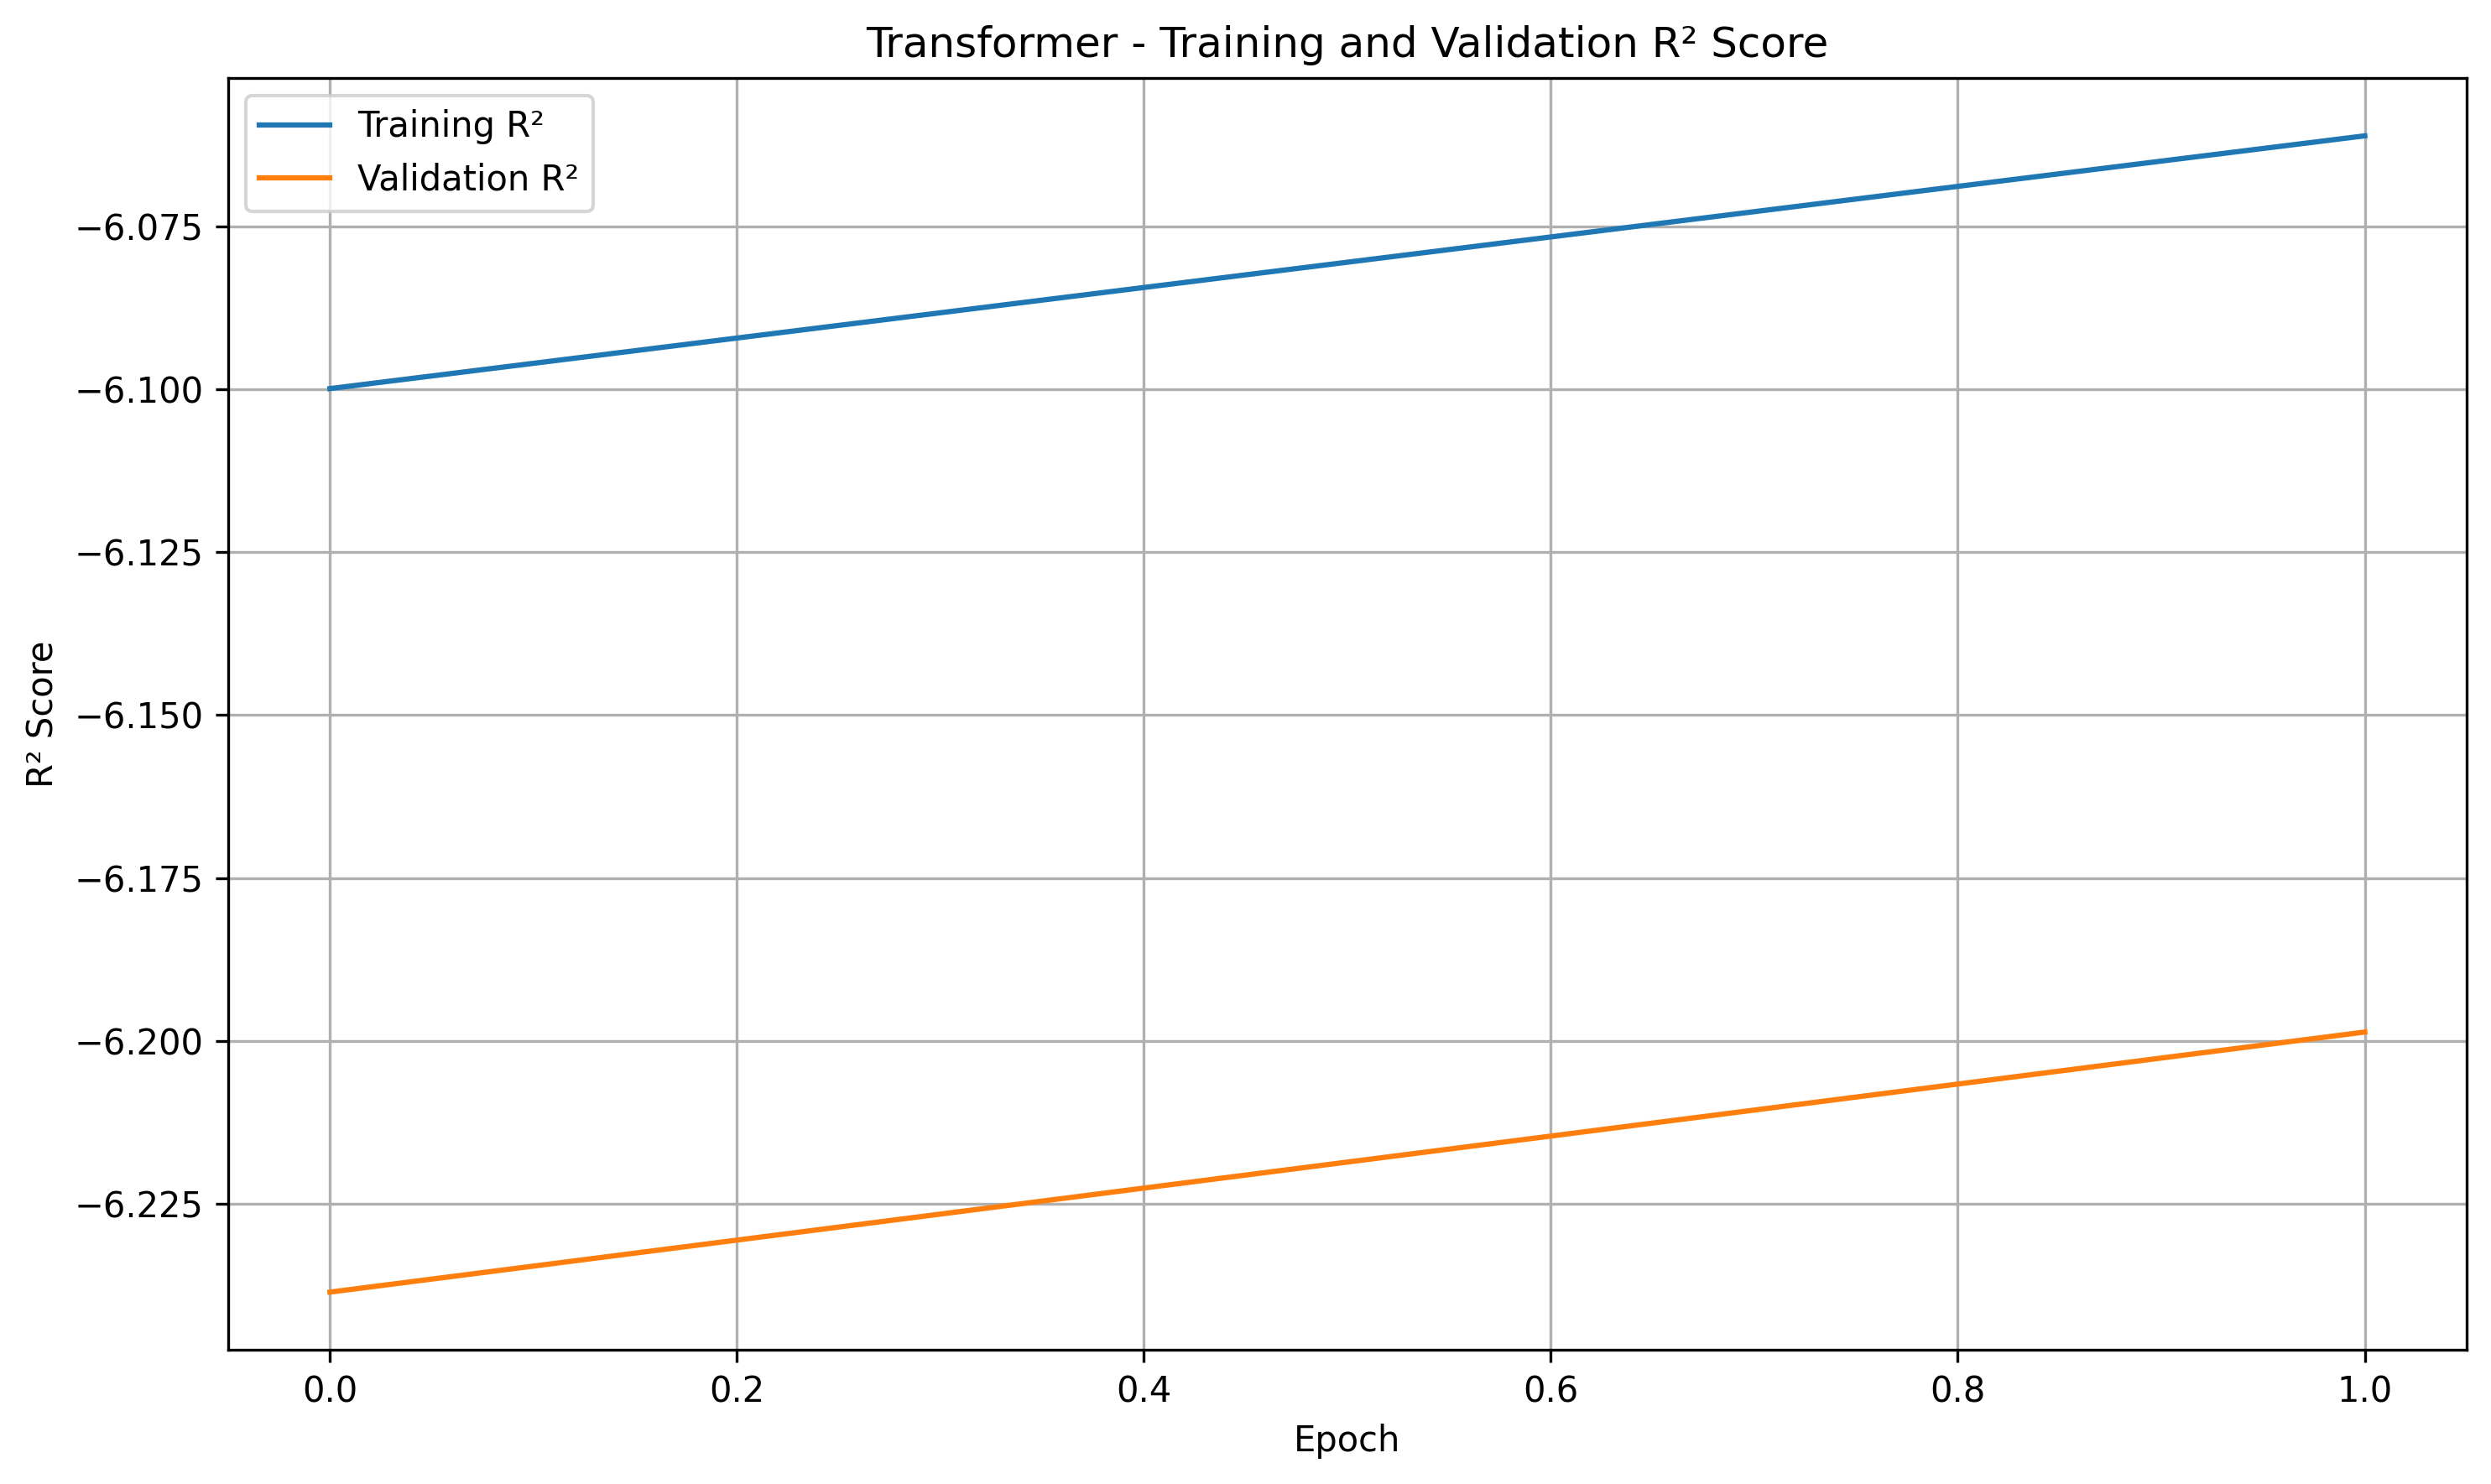 Transformer - Training and Validation R² Score
Training R²
Validation R²
R² Score
−6.075
−6.100
−6.125
−6.150
−6.175
−6.200
−6.225
0.0
0.2
0.4
0.6
0.8
1.0
Epoch